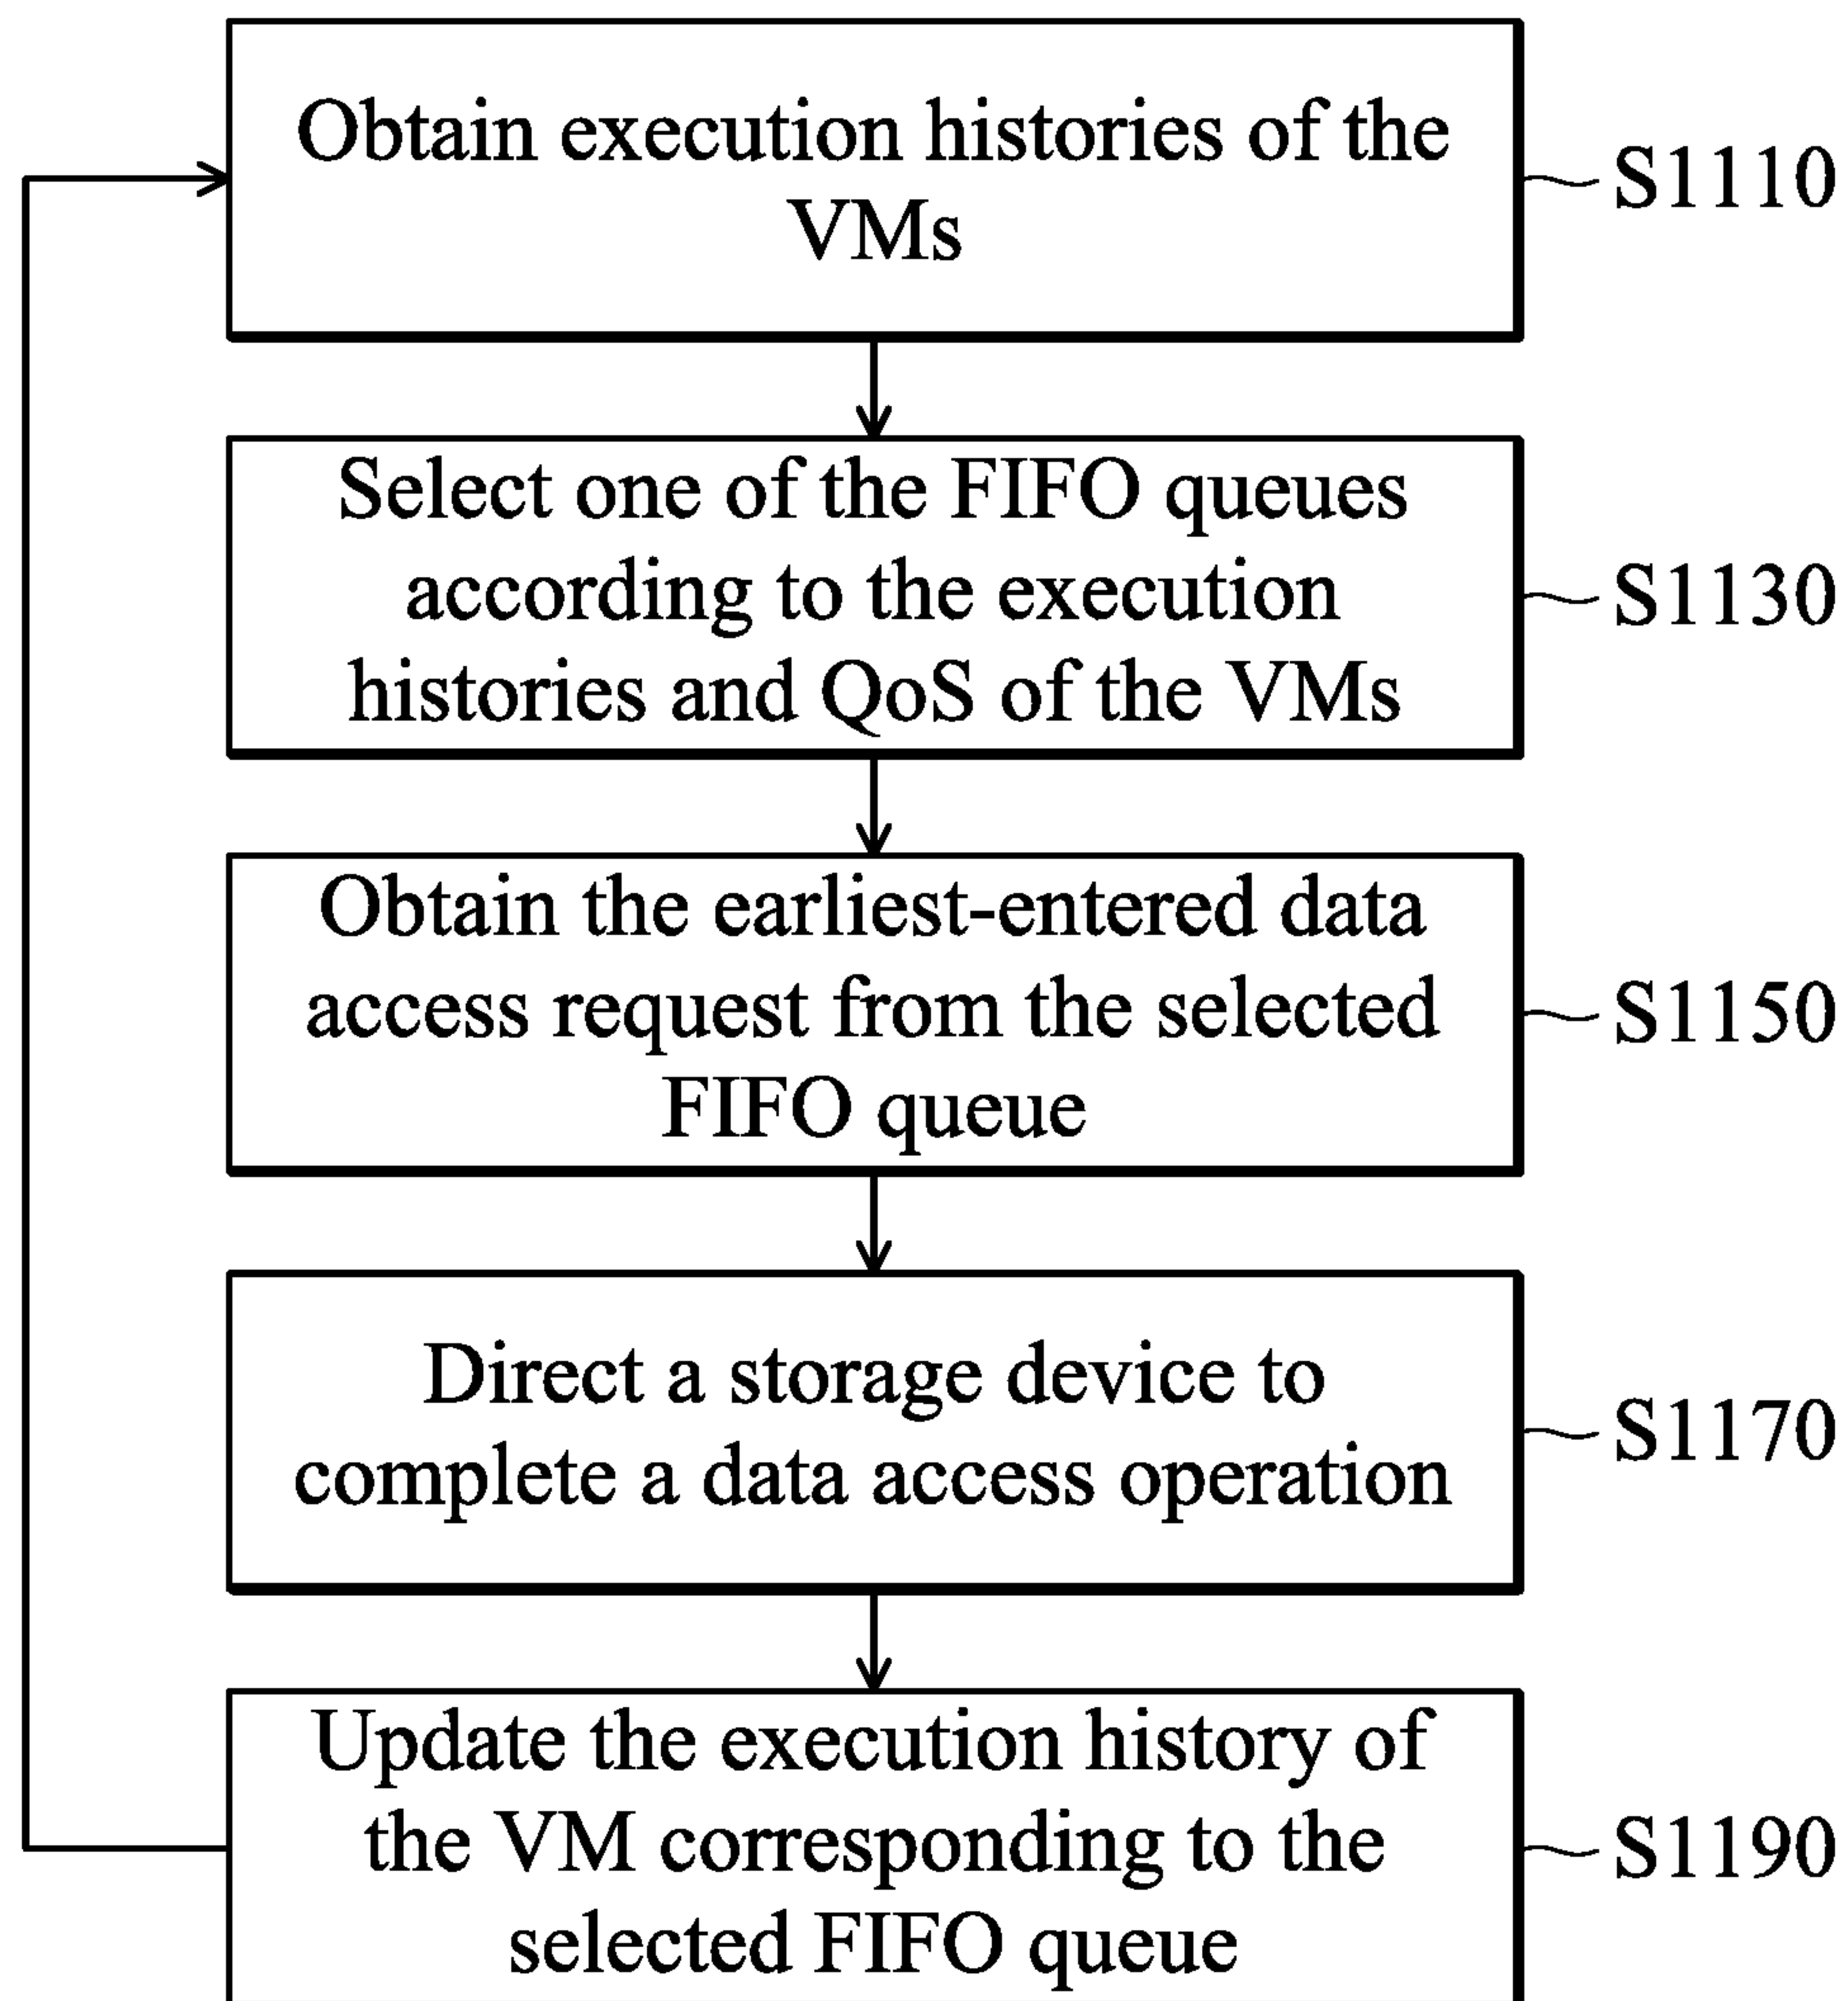 Obtain execution histories of the
VMs
S1110
Select one of the FIFO queues
according to the execution
histories and QoS of the VMs
S1130
Obtain the earliest-entered data
access request from the selected
FIFO queue
S1150
Direct a storage device to
complete a data access operation
S1170
Update the execution history of
the VM corresponding to the
selected FIFO queue
S1190